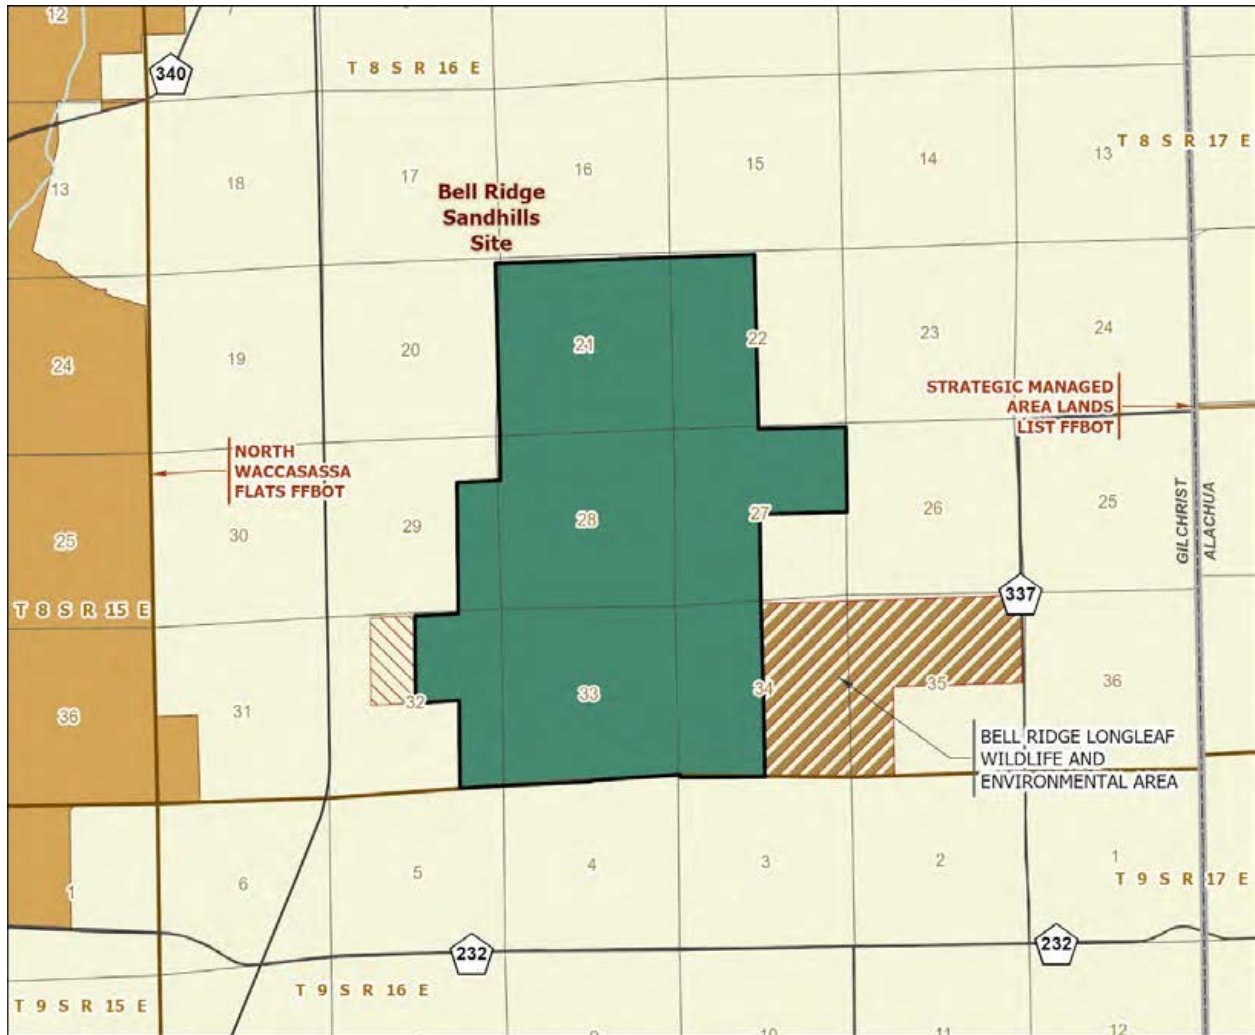 12
340
T 8 S R 16 E
T 8 S R 17 E
13
18
17
16
15
14
13
Bell Ridge
Sandhills
Site
24
19
20
21
22
23
24
STRATEGIC MANAGED
AREA LANDS
LIST FFBOT
NORTH
WACCASASSA
FLATS FFBOT
25
30
29
28
27
26
25
GILCHRIST
ALACHUA
T 8 S R 15 E
337
36
31
32
33
34
35
36
BELL RIDGE LONGLEAF
WILDLIFE AND
ENVIRONMENTAL AREA
1
6
5
4
3
2
1
T 9 S R 17 E
232
232
T 9 S R 15 E
T 9 S R 16 E
10
11
12